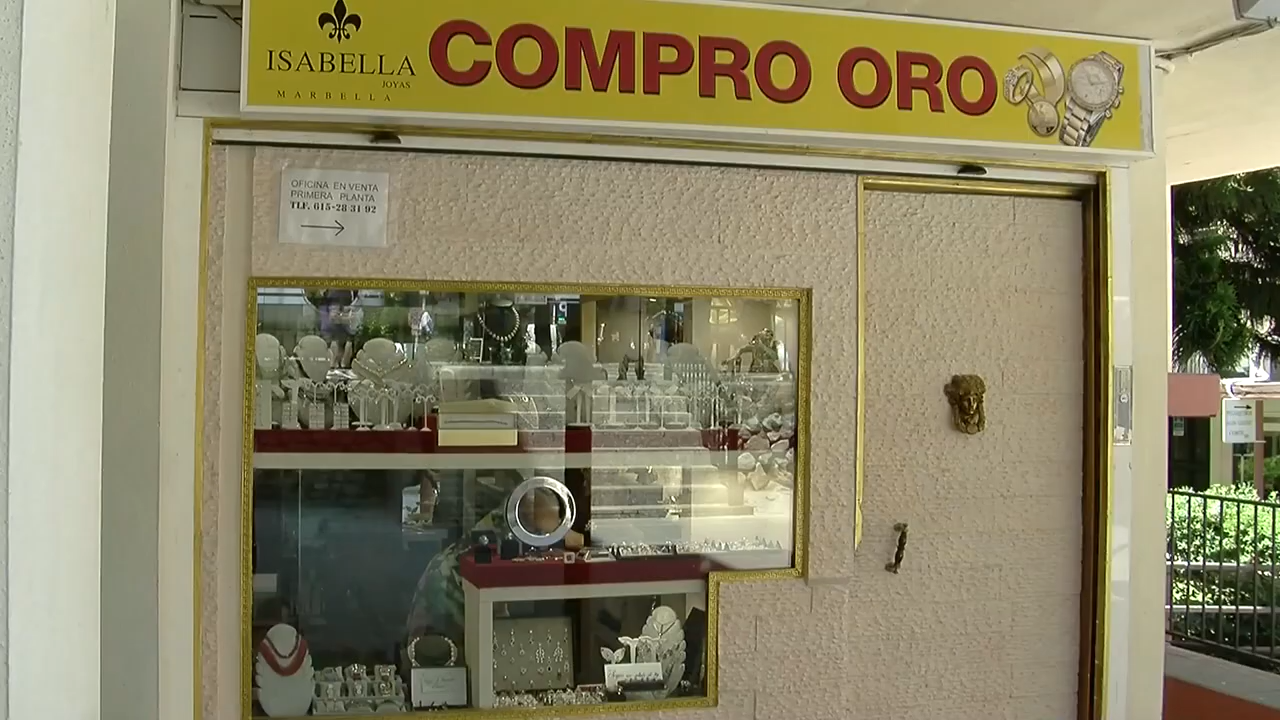 ISABELLA
JOYAS
MARBELLA
COMPRO ORO
OFICINA EN VENTA
PRIMERA PLANTA
TLF. 615-28-31-92